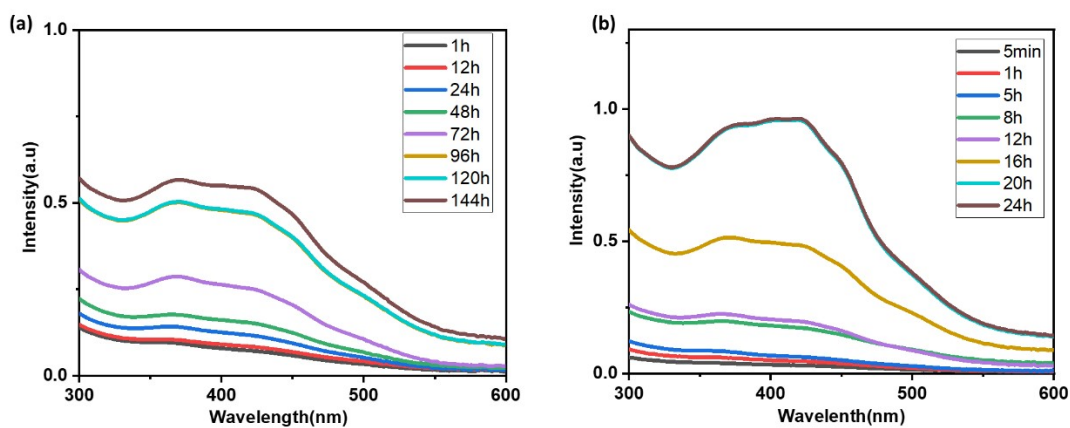 (a)
1.0
0.5
0.0
Intensity(a.u)
300
400
500
600
Wavelength(nm)
1h
12h
24h
48h
72h
96h
120h
144h
(b)
1.0
0.5
0.0
Intensity(a.u)
300
400
500
600
Wavelenth(nm)
5min
1h
5h
8h
12h
16h
20h
24h